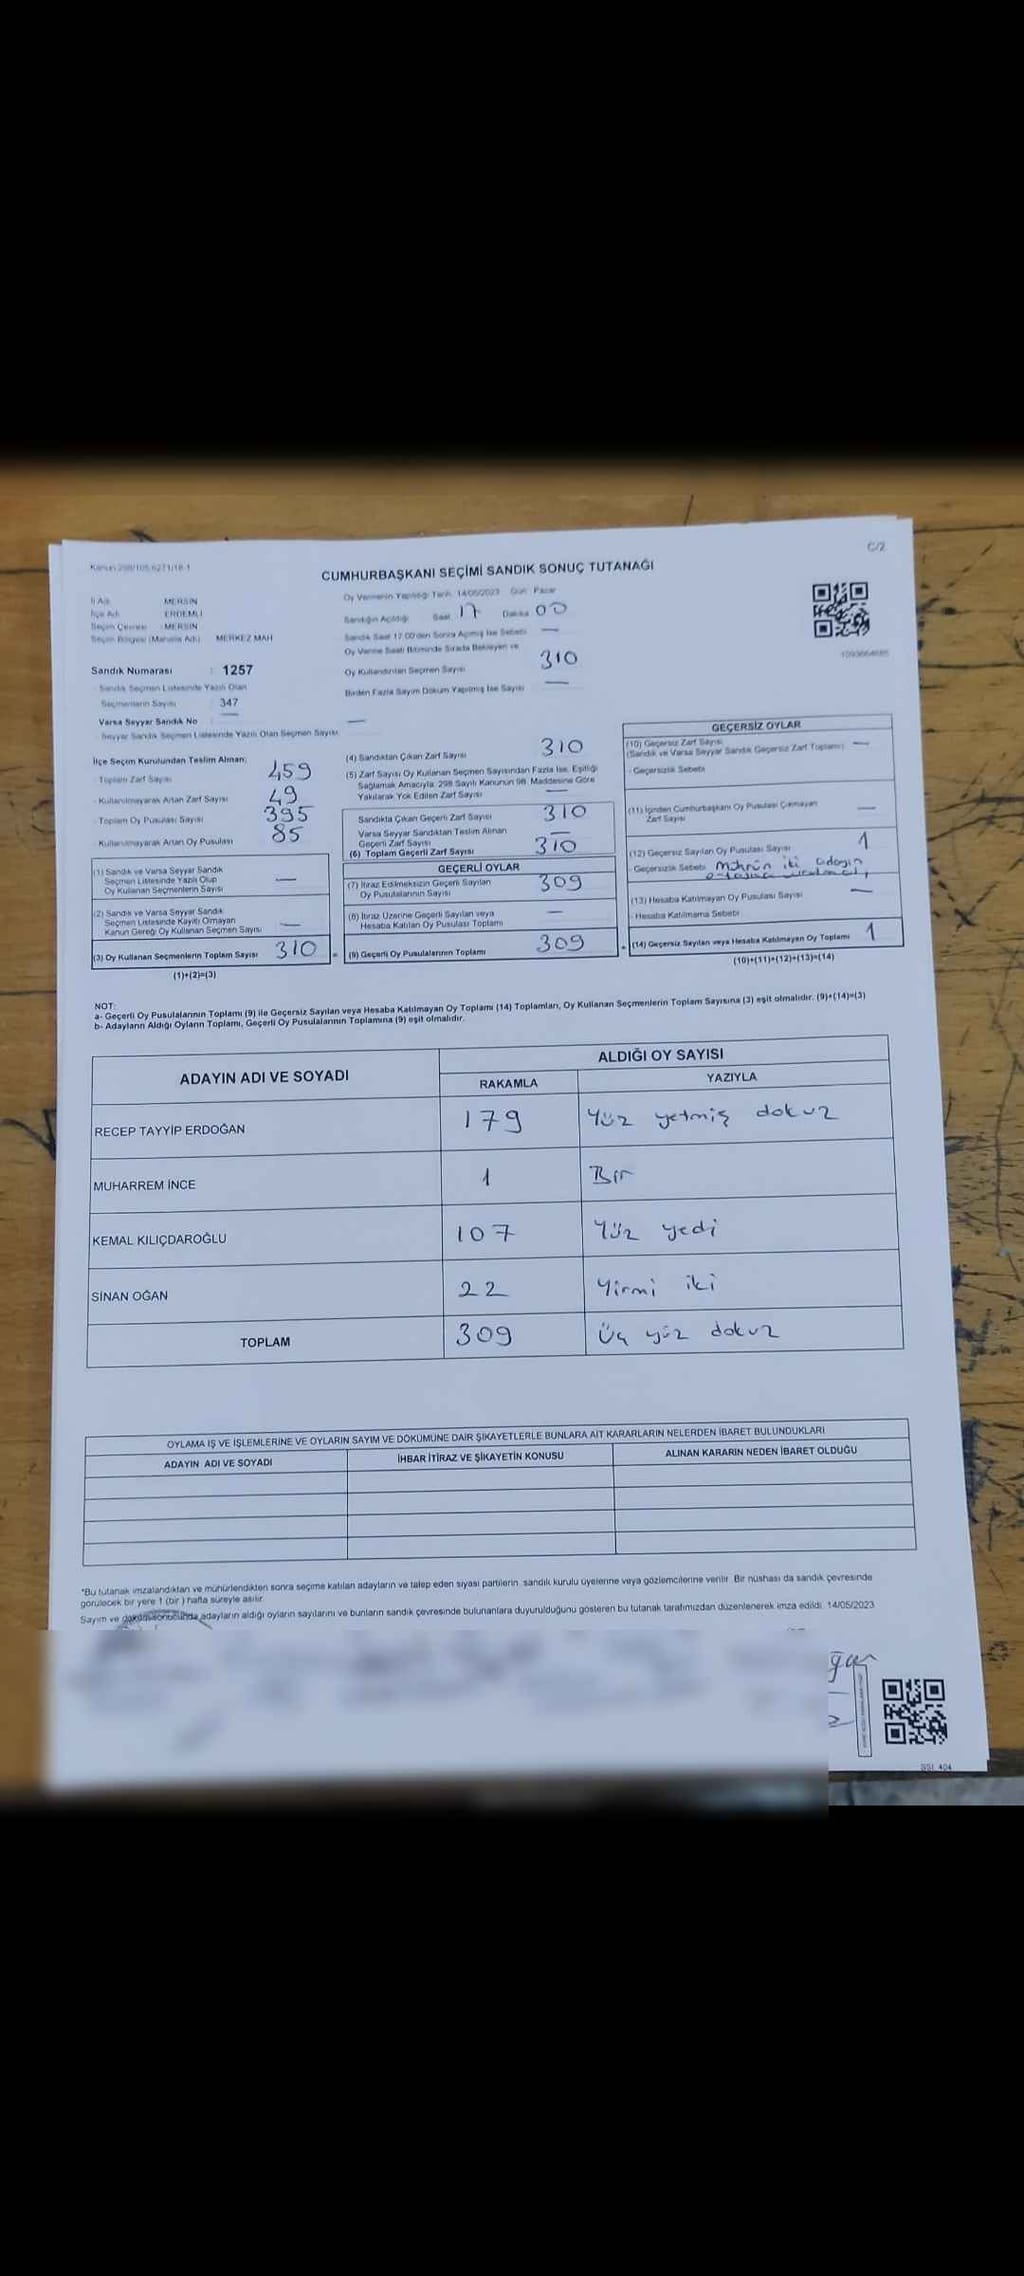 Kanun 298/105,6271/18-1
C/2
CUMHURBAŞKANI SEÇİMİ SANDIK SONUÇ TUTANAĞI
İl Adı : MERSİN
İlçe Adı : ERDEMLİ
Seçim Çevresi : MERSİN
Seçim Bölgesi (Mahalle Adı) : MERKEZ MAH
Sandık Numarası : 1257
- Sandık Seçmen Listesinde Yazılı Olan
Seçmenlerin Sayısı : 347
Varsa Seyyar Sandık No —
- Seyyar Sandık Seçmen Listesinde Yazılı Olan Seçmen Sayısı —
Oy Vermenin Yapıldığı Tarih: 14/05/2023 Gün: Pazar
Sandığın Açıldığı Saat 17 Dakika 00
Sandık Saat 17.00'den Sonra Açılmış İse Sebebi —
Oy Verme Saati Bitiminde Sırada Bekleyen ve
Oy Kullandırılan Seçmen Sayısı 310
Birden Fazla Sayım Döküm Yapılmış İse Sayısı —
İlçe Seçim Kurulundan Teslim Alınan;
- Toplam Zarf Sayısı 459
- Kullanılmayarak Artan Zarf Sayısı 49
- Toplam Oy Pusulası Sayısı 395
- Kullanılmayarak Artan Oy Pusulası 85
(1) Sandık ve Varsa Seyyar Sandık
Seçmen Listesinde Yazılı Olup
Oy Kullanan Seçmenlerin Sayısı —
(2) Sandık ve Varsa Seyyar Sandık
Seçmen Listesinde Kayıtlı Olmayan
Kanun Gereği Oy Kullanan Seçmen Sayısı —
(3) Oy Kullanan Seçmenlerin Toplam Sayısı 310
(1)+(2)=(3)
(4) Sandıktan Çıkan Zarf Sayısı 310
(5) Zarf Sayısı Oy Kullanan Seçmen Sayısından Fazla İse, Eşitliği
Sağlamak Amacıyla, 298 Sayılı Kanunun 98. Maddesine Göre
Yakılarak Yok Edilen Zarf Sayısı —
Sandıkta Çıkan Geçerli Zarf Sayısı 310
Varsa Seyyar Sandıktan Teslim Alınan
Geçerli Zarf Sayısı —
(6) Toplam Geçerli Zarf Sayısı 310
GEÇERLİ OYLAR
(7) İtiraz Edilmeksizin Geçerli Sayılan
Oy Pusulalarının Sayısı 309
(8) İtiraz Üzerine Geçerli Sayılan veya
Hesaba Katılan Oy Pusulası Toplamı —
(9) Geçerli Oy Pusulalarının Toplamı 309
GEÇERSİZ OYLAR
(10) Geçersiz Zarf Sayısı
(Sandık ve Varsa Seyyar Sandık Geçersiz Zarf Toplamı) —
- Geçersizlik Sebebi
(11) İçinden Cumhurbaşkanı Oy Pusulası Çıkmayan
Zarf Sayısı —
(12) Geçersiz Sayılan Oy Pusulası Sayısı 1
- Geçersizlik Sebebi Mührün iki adayın
(13) Hesaba Katılmayan Oy Pusulası Sayısı —
- Hesaba Katılmama Sebebi
(14) Geçersiz Sayılan veya Hesaba Katılmayan Oy Toplamı 1
(10)+(11)+(12)+(13)=(14)
NOT:
a- Geçerli Oy Pusulalarının Toplamı (9) ile Geçersiz Sayılan veya Hesaba Katılmayan Oy Toplamı (14) Toplamları, Oy Kullanan Seçmenlerin Toplam Sayısına (3) eşit olmalıdır. (9)+(14)=(3)
b- Adayların Aldığı Oyların Toplamı, Geçerli Oy Pusulalarının Toplamına (9) eşit olmalıdır.
ADAYIN ADI VE SOYADI
ALDIĞI OY SAYISI
RAKAMLA YAZIYLA
RECEP TAYYİP ERDOĞAN 179 Yüz yetmiş dokuz
MUHARREM İNCE 1 Bir
KEMAL KILIÇDAROĞLU 107 Yüz yedi
SİNAN OĞAN 22 Yirmi iki
TOPLAM 309 Üç yüz dokuz
OYLAMA İŞ VE İŞLEMLERİNE VE OYLARIN SAYIM VE DÖKÜMÜNE DAİR ŞİKAYETLERLE BUNLARA AİT KARARLARIN NELERDEN İBARET BULUNDUKLARI
ADAYIN ADI VE SOYADI İHBAR İTİRAZ VE ŞİKAYETİN KONUSU ALINAN KARARIN NEDEN İBARET OLDUĞU
*Bu tutanak imzalandıktan ve mühürlendikten sonra seçime katılan adayların ve talep eden siyasi partilerin, sandık kurulu üyelerine veya gözlemcilerine verilir. Bir nüshası da sandık çevresinde
görülecek bir yere 1 (bir) hafta süreyle asılır.
Sayım ve döküm sonucunda adayların aldığı oyların sayılarını ve bunların sandık çevresinde bulunanlara duyurulduğunu gösteren bu tutanak tarafımızdan düzenlenerek imza edildi. 14/05/2023